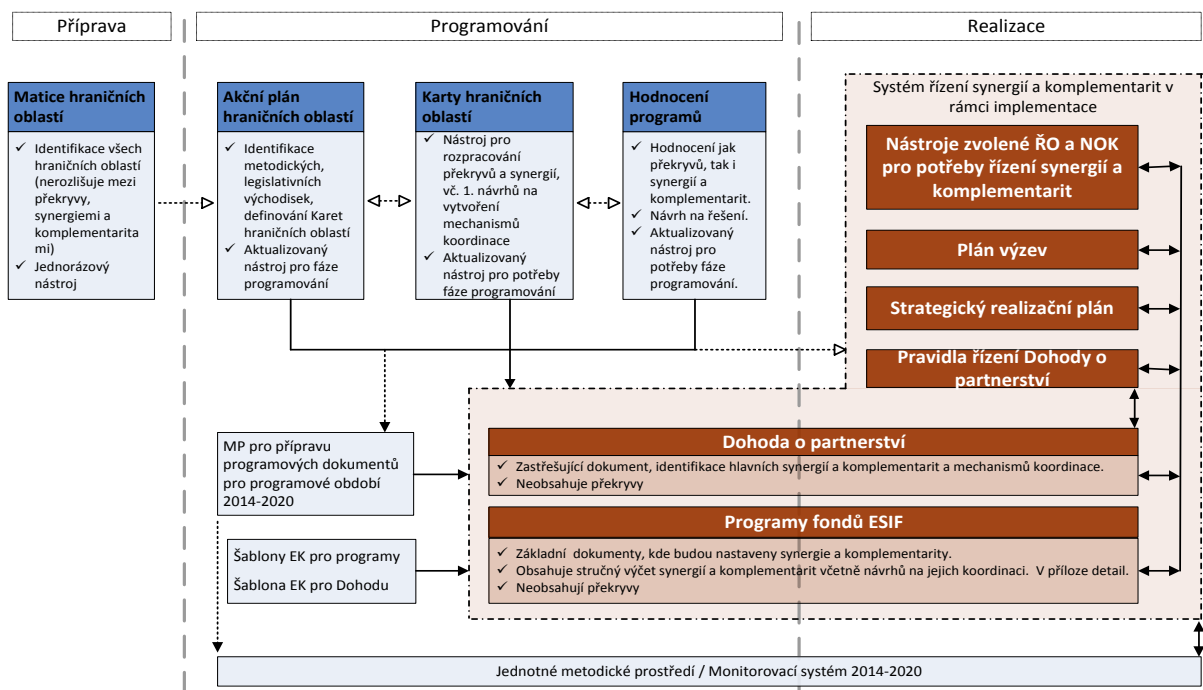 Příprava
Programování
Realizace
Matice hraničních
oblastí
✓ Identifikace všech
hraničních oblastí
(nerozlišuje mezi
překryvy,
synergiemi a
komplementarita
mi)
✓ Jednorázový
nástroj
Akční plán
hraničních oblastí
✓ Identifikace
metodických,
legislativních
východisek,
definování Karet
hraničních oblastí
✓ Aktualizovaný
nástroj pro fáze
programování
Karty hraničních
oblastí
✓ Nástroj pro
rozpracování
překryvů a synergií,
vč. 1. návrhů na
vytvoření
mechanismů
koordinace
✓ Aktualizovaný
nástroj pro potřeby
fáze programování
Hodnocení
programů
✓ Hodnocení jak
překryvů, tak i
synergií a
komplementarit.
✓ Návrh na řešení.
✓ Aktualizovaný
nástroj pro
potřeby fáze
programování.
Systém řízení synergií a komplementarit v
rámci implementace
Nástroje zvolené ŘO a NOK
pro potřeby řízení synergií a
komplementarit
Plán výzev
Strategický realizační plán
Pravidla řízení Dohody o
partnerství
MP pro přípravu
programových dokumentů
pro programové období
2014-2020
Dohoda o partnerství
✓ Zastřešující dokument, identifikace hlavních synergií a komplementarit a mechanismů koordinace.
✓ Neobsahuje překryvy
Šablony EK pro programy
Šablona EK pro Dohodu
Programy fondů ESIF
✓ Základní dokumenty, kde budou nastaveny synergie a komplementarity.
✓ Obsahuje stručný výčet synergií a komplementarit včetně návrhů na jejich koordinaci. V příloze detail.
✓ Neobsahují překryvy
Jednotné metodické prostředí / Monitorovací systém 2014-2020